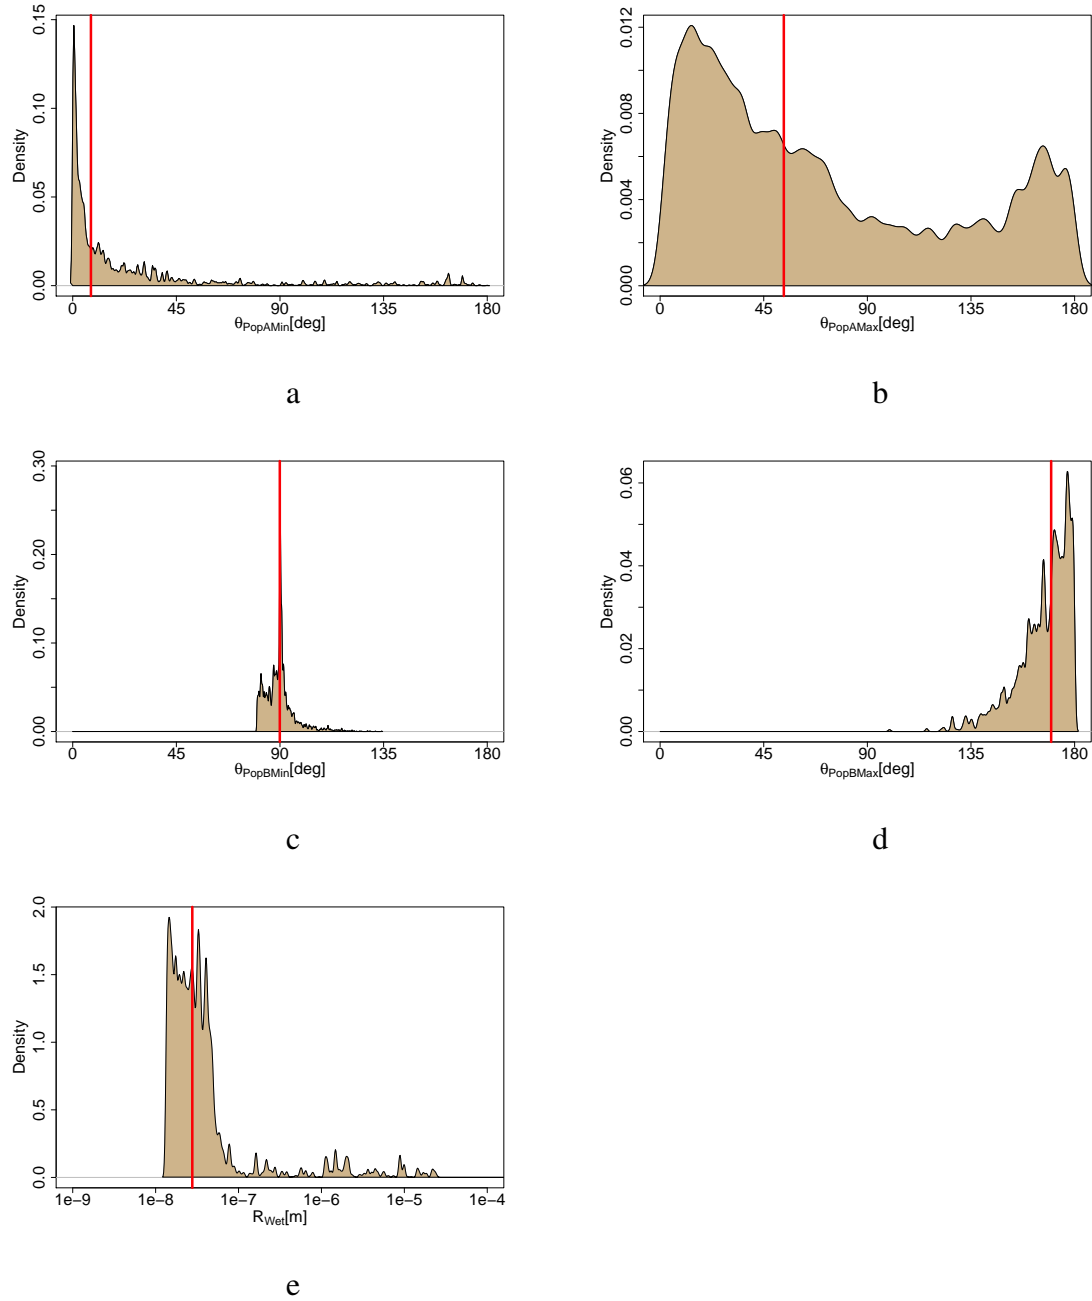 0.00 0.05 0.10 0.15
Density
0 45 90 135 180
θPopAMin[deg]
a
0.000 0.004 0.008 0.012
Density
0 45 90 135 180
θPopAMax[deg]
b
0.00 0.10 0.20 0.30
Density
0 45 90 135 180
θPopBMin[deg]
c
0.00 0.02 0.04 0.06
Density
0 45 90 135 180
θPopBMax[deg]
d
0.0 0.5 1.0 1.5 2.0
Density
1e−9 1e−8 1e−7 1e−6 1e−5 1e−4
RWet[m]
e